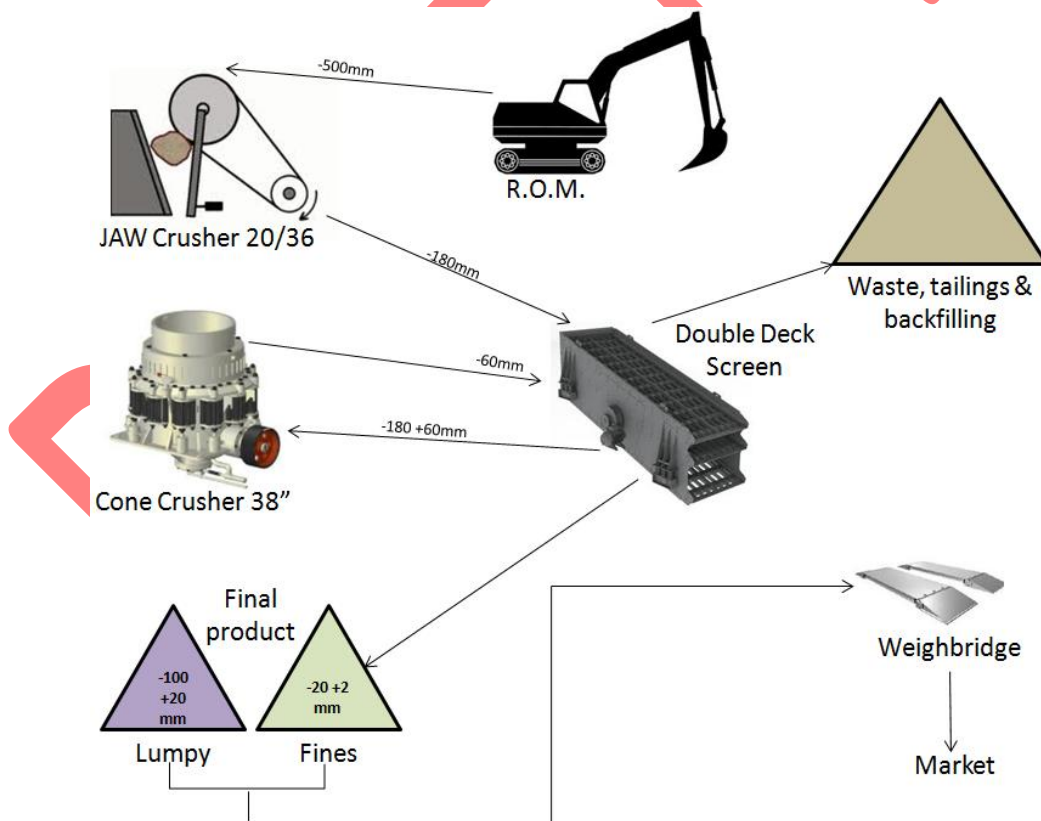 -500mm
R.O.M.
JAW Crusher 20/36
-180mm
Waste, tailings &
backfilling
Double Deck
Screen
-60mm
-180 +60mm
Cone Crusher 38”
Final
product
-100
+20
mm
-20 +2
mm
Lumpy
Fines
Weighbridge
Market